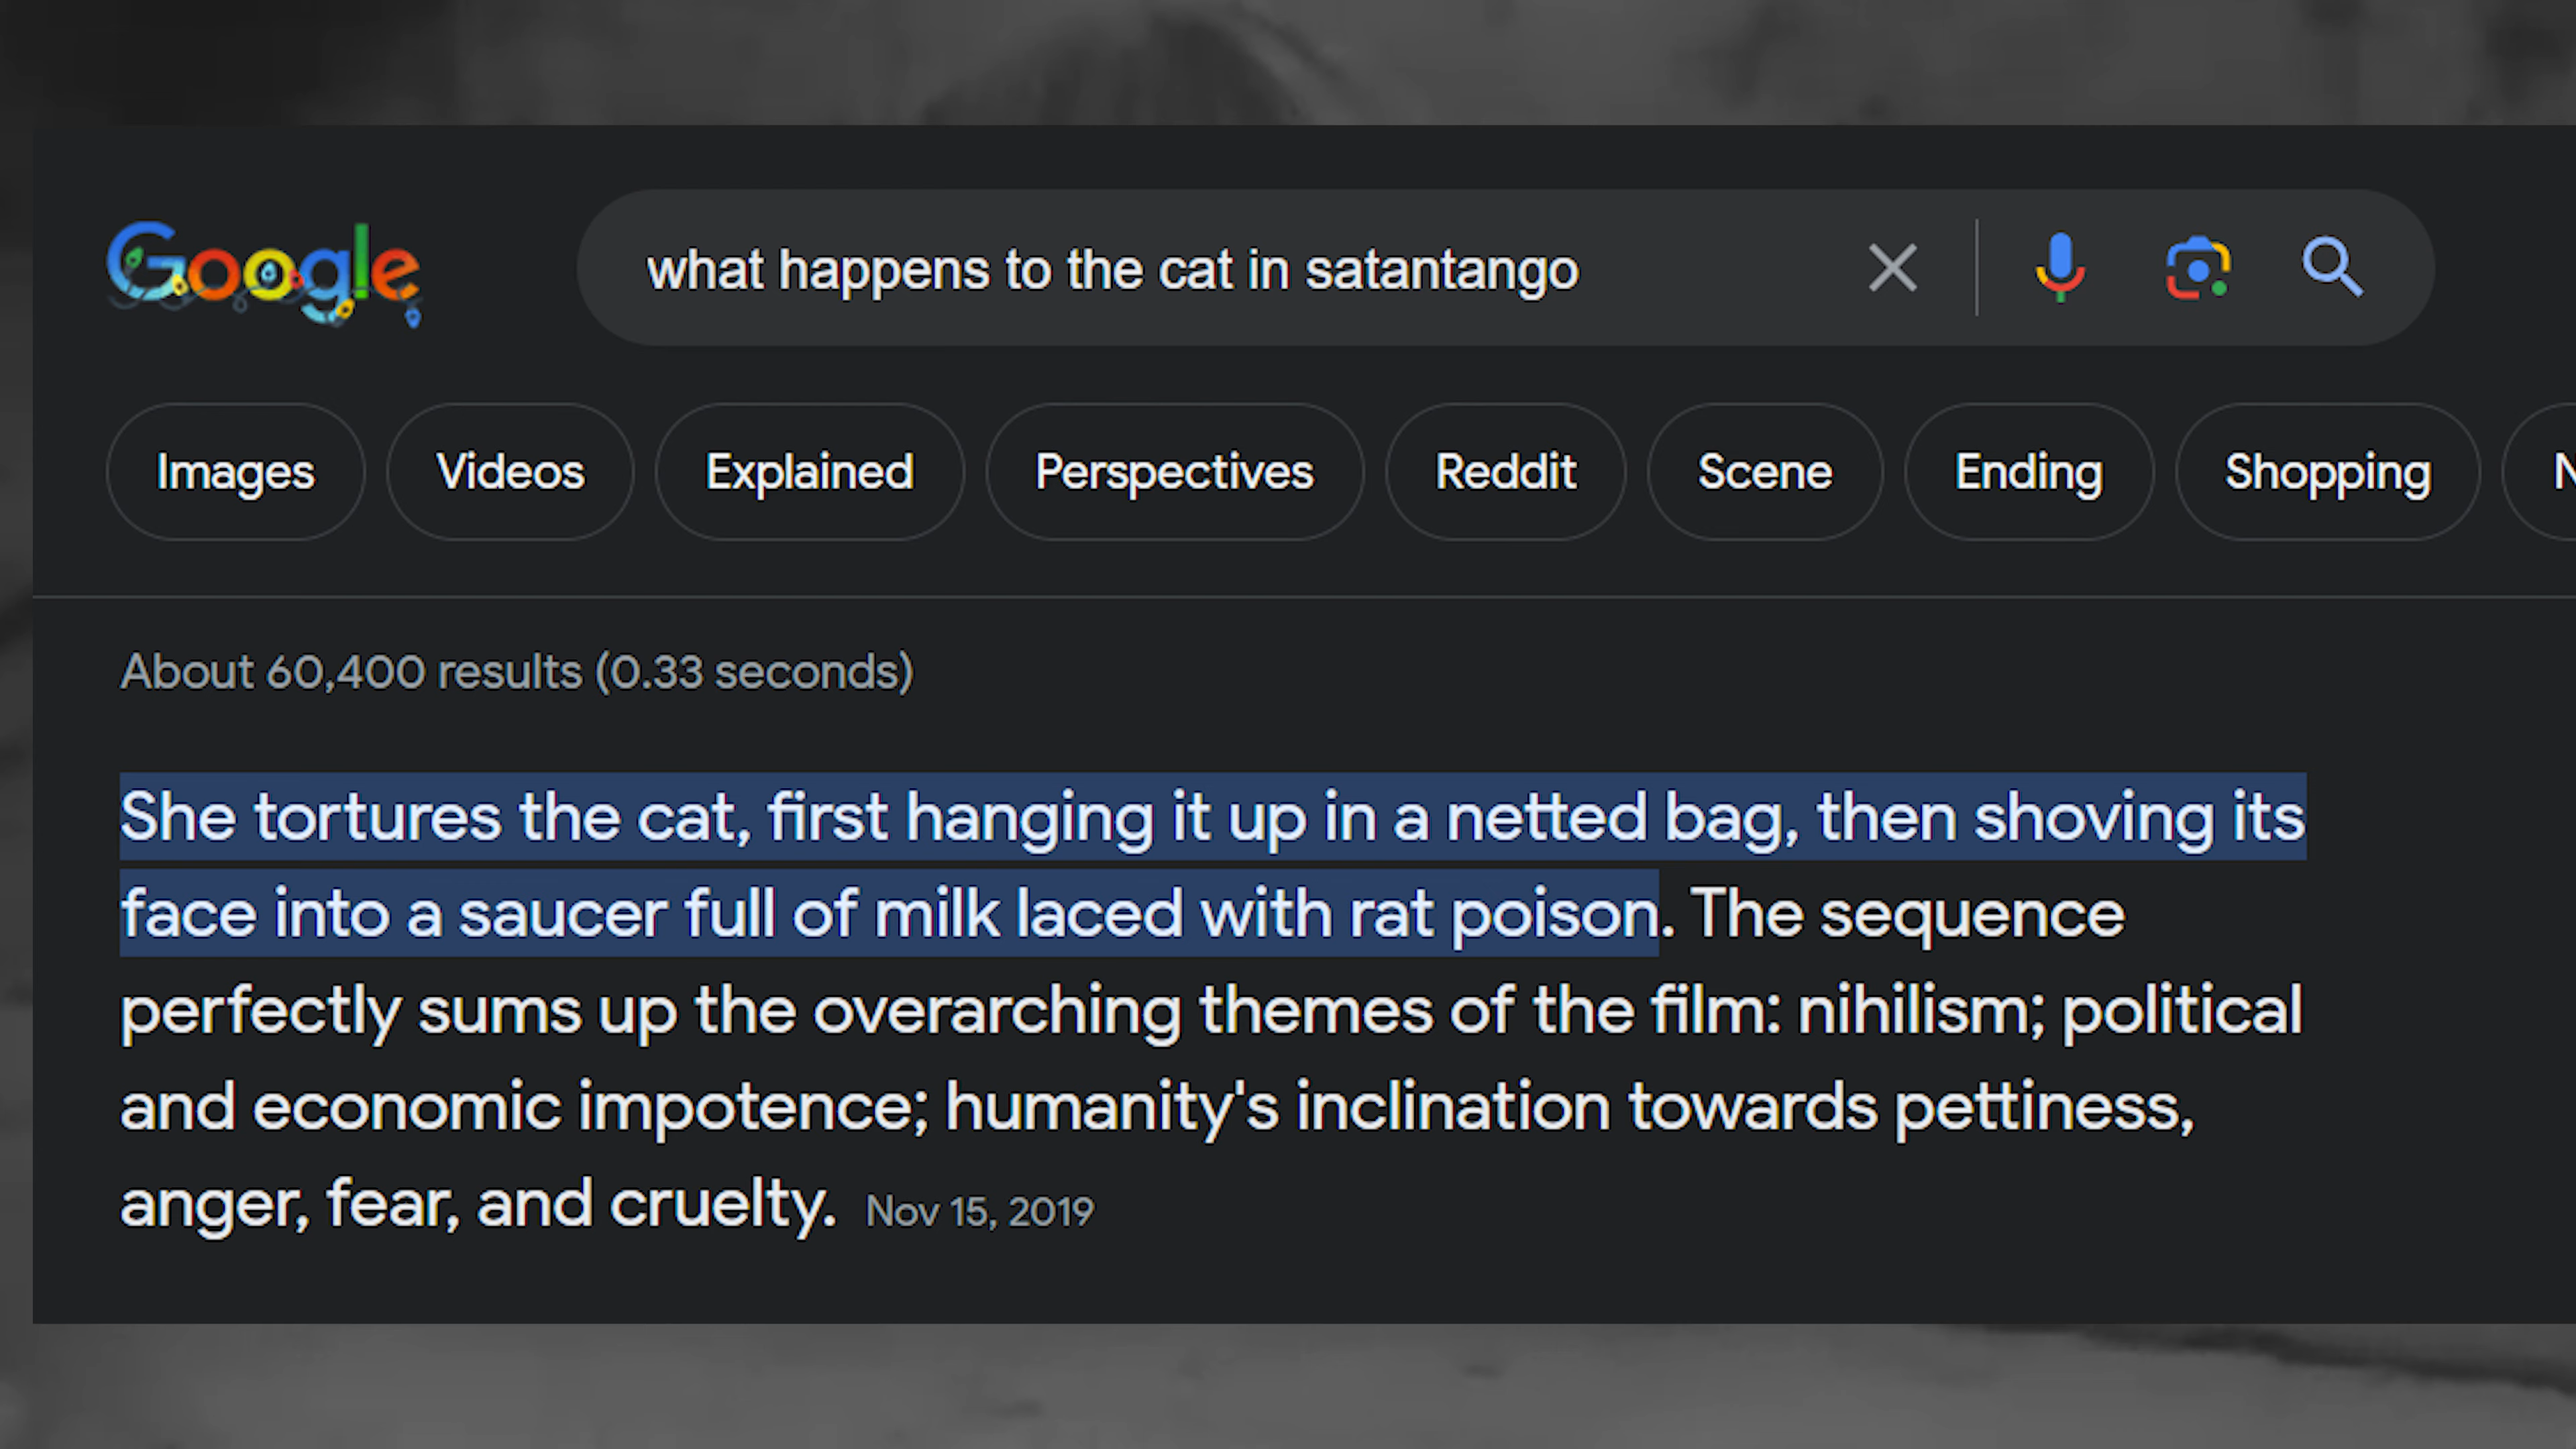 Google
what happens to the cat in satantango
Images Videos Explained Perspectives Reddit Scene Ending Shopping
About 60,400 results (0.33 seconds)
She tortures the cat, first hanging it up in a netted bag, then shoving its
face into a saucer full of milk laced with rat poison. The sequence
perfectly sums up the overarching themes of the film: nihilism; political
and economic impotence; humanity's inclination towards pettiness,
anger, fear, and cruelty. Nov 15, 2019